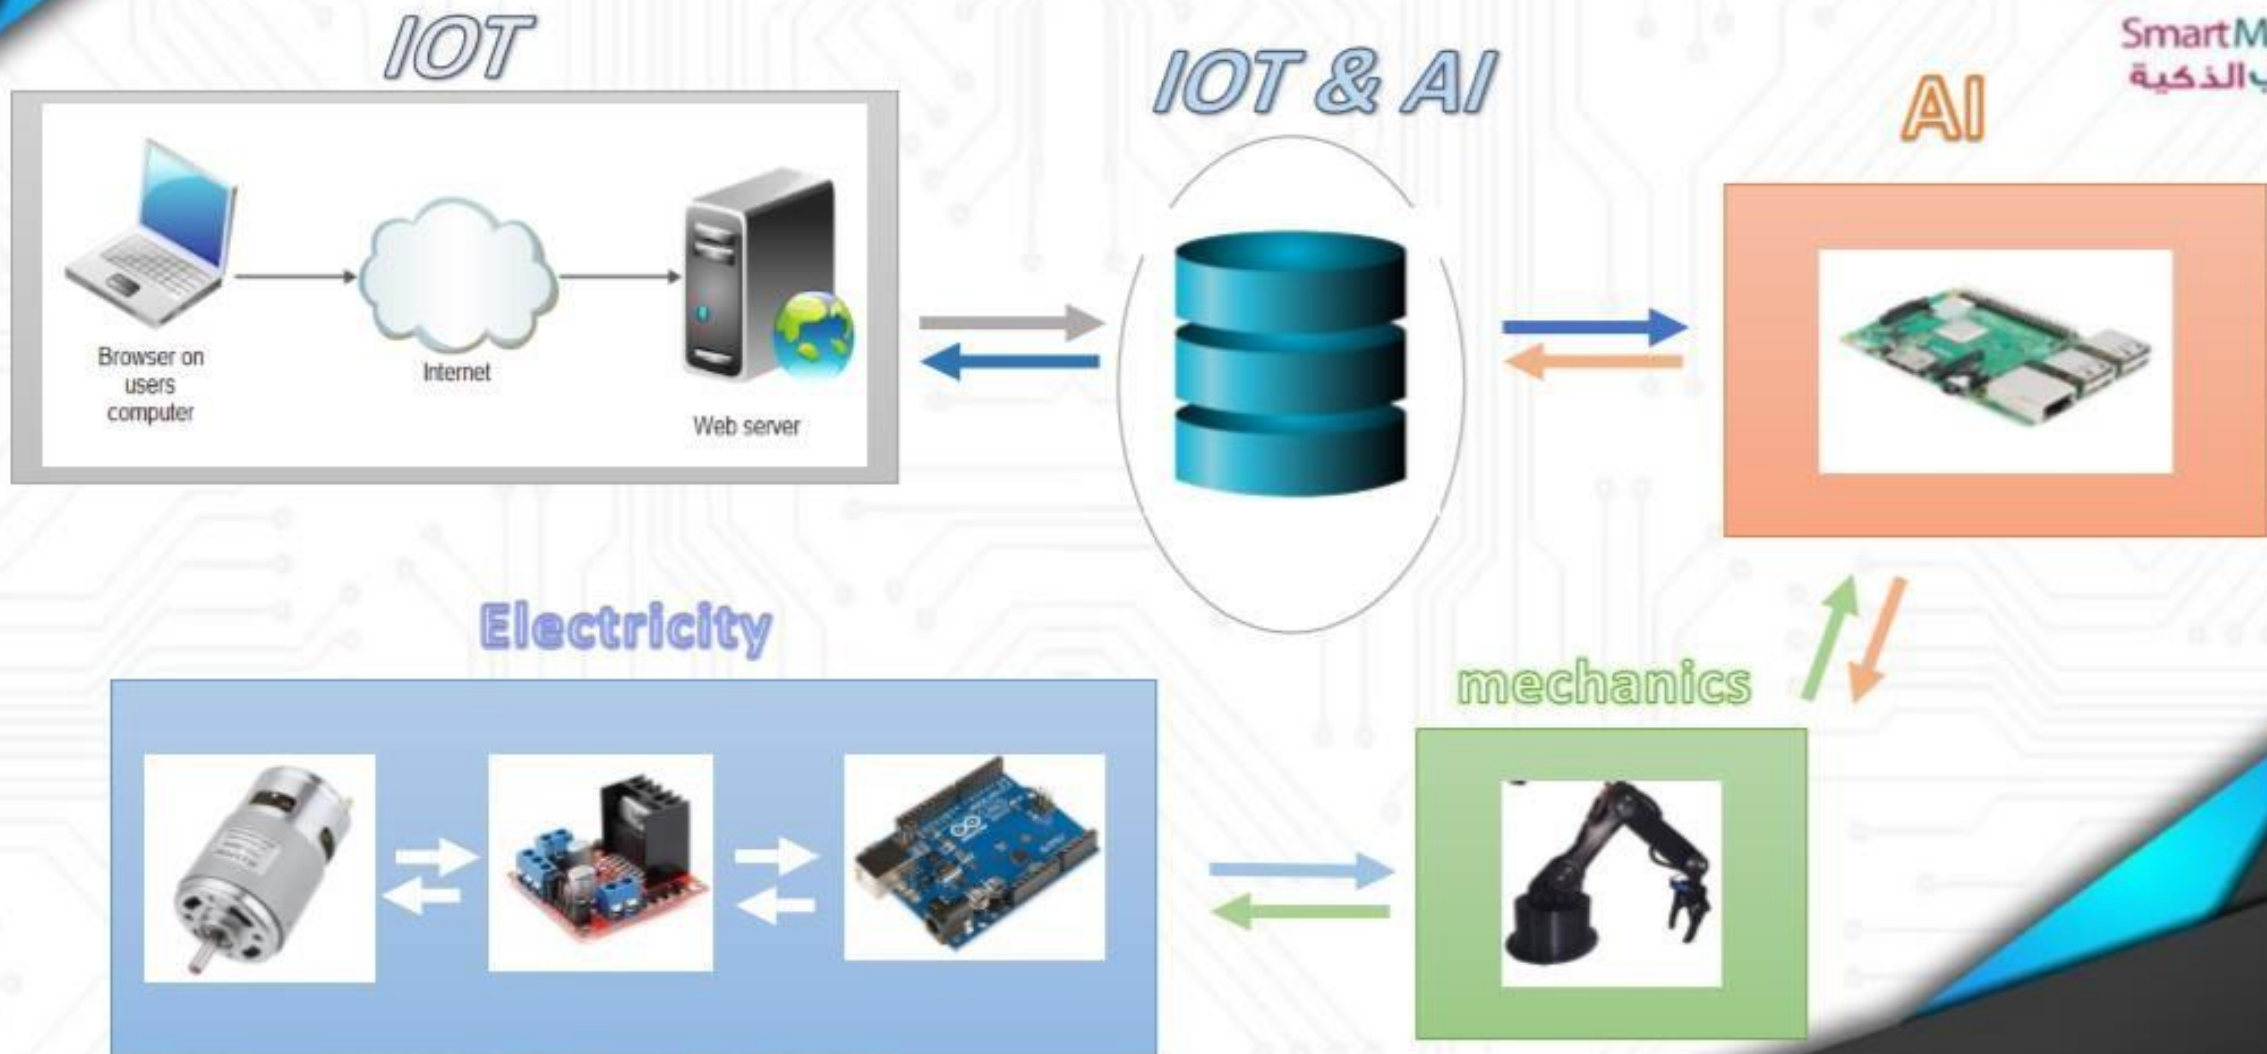 IOT
IOT & AI
AI
SmartM
ب الذكية
Browser on
users
computer
Internet
Web server
Electricity
mechanics